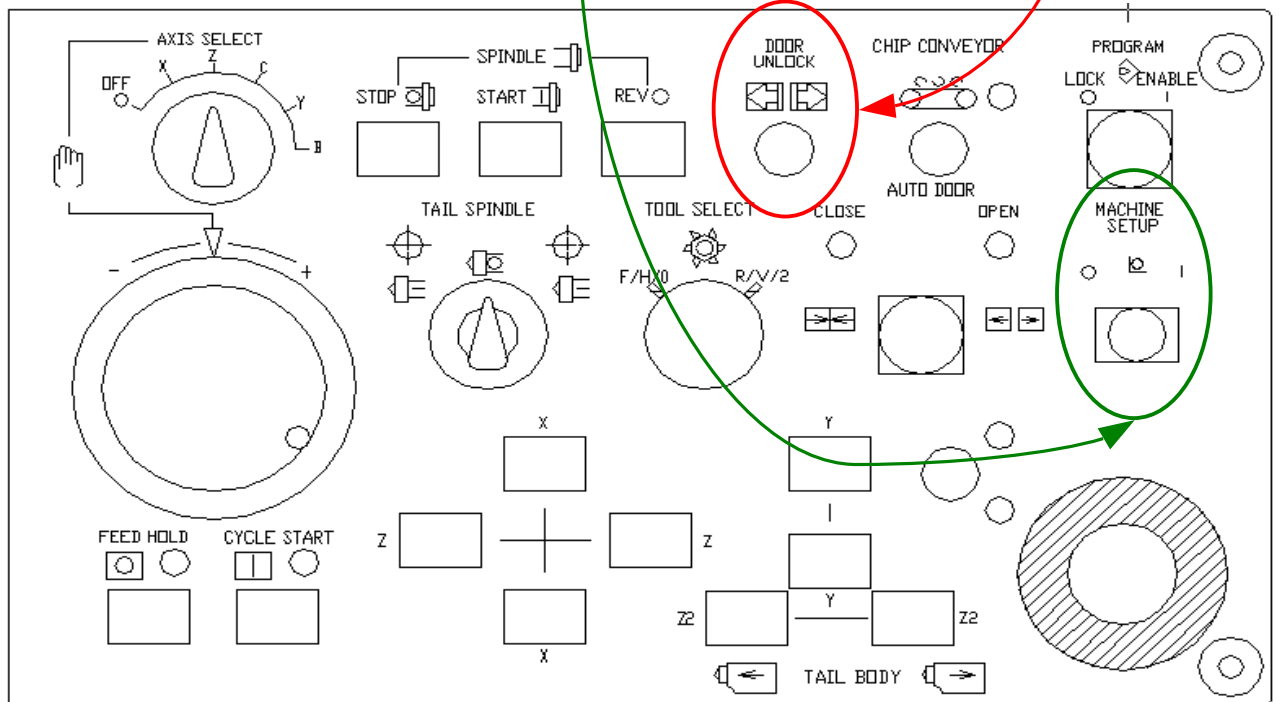 AXIS SELECT
OFF
X
Z
C
Y
B
SPINDLE
STOP
START
REV
DOOR
UNLOCK
CHIP CONVEYOR
AUTO DOOR
PROGRAM
LOCK
ENABLE
TAIL SPINDLE
TOOL SELECT
F/H/O
R/V/2
CLOSE
OPEN
MACHINE
SETUP
-
+
FEED HOLD
CYCLE START
X
Z
Z
X
Y
Y
Z2
Z2
TAIL BODY